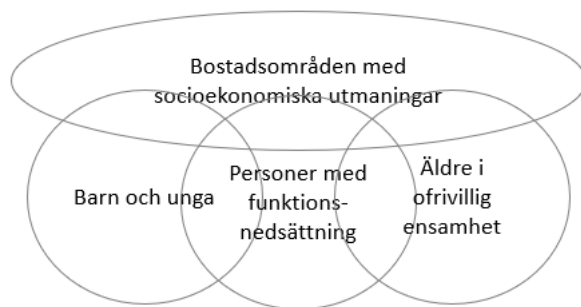 Bostadsområden med
socioekonomiska utmaningar
Barn och unga
Personer med
funktions-
nedsättning
Äldre i
ofrivillig
ensamhet